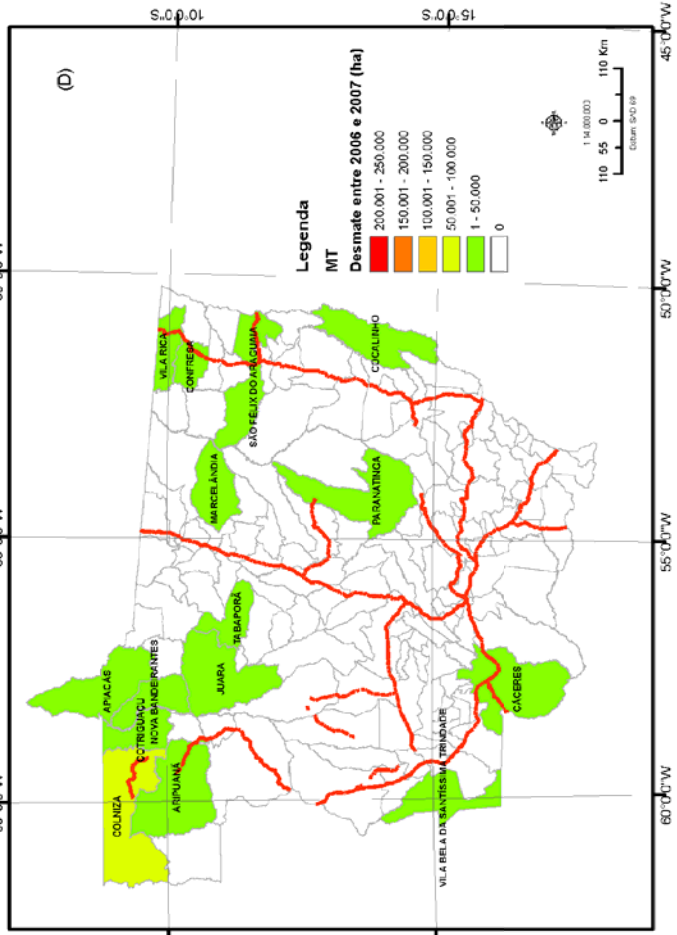 (D)
10°0'0"S
15°0'0"S
45°0'0"W
50°0'0"W
55°0'0"W
60°0'0"W
Legenda
MT
Desmate entre 2006 e 2007 (ha)
200.001 - 250.000
150.001 - 200.000
100.001 - 150.000
50.001 - 100.000
1 - 50.000
0
110 55 0 110 Km
Datum: SAD 69
VILA RICA
CONFRESA
SÃO FÉLIX DO ARAGUAIA
COCALINHO
MARCELÂNDIA
PARANATINGA
APIACÁS
COTRIGUAÇU
NOVA BANDEIRANTES
TABAPORÃ
JUARA
COLNIZA
ARIPUANÃ
CÁCERES
VILA BELA DA SANTÍSSIMA TRINDADE